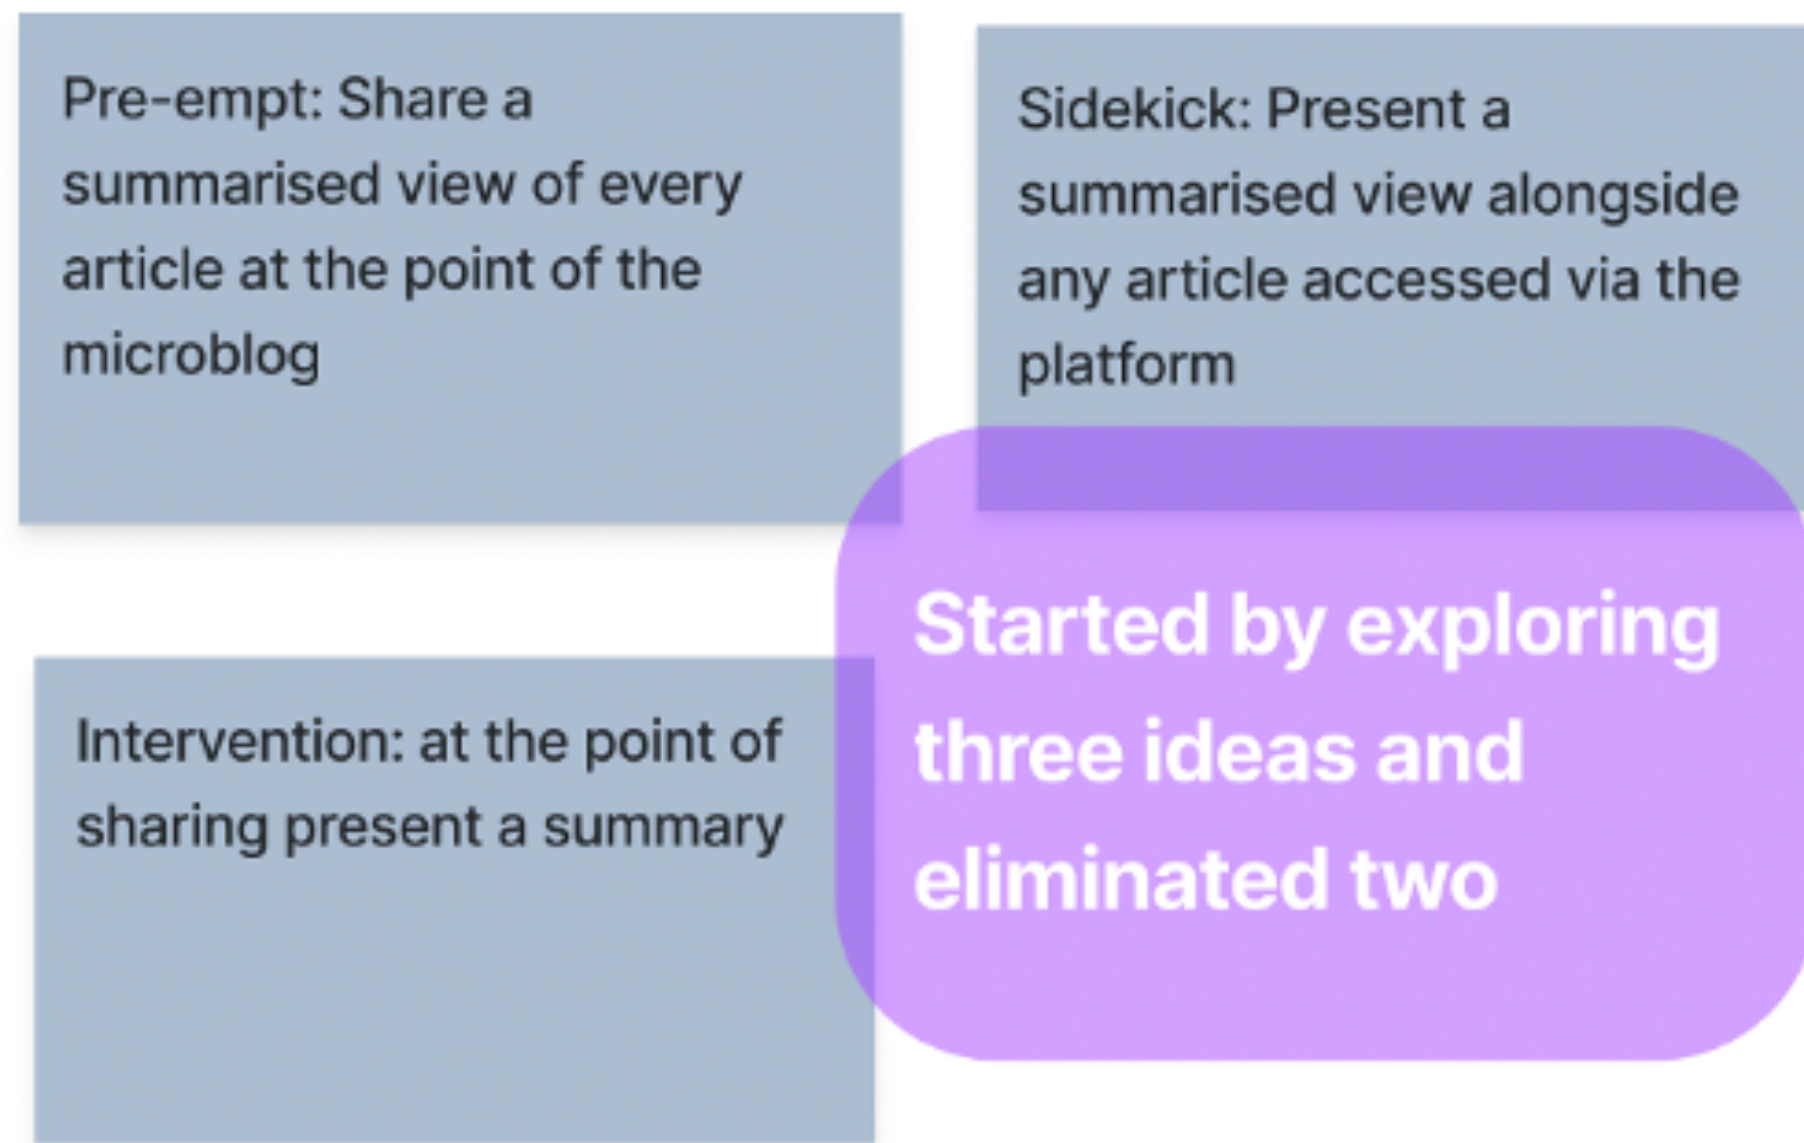 Pre-empt: Share a
summarised view of every
article at the point of the
microblog
Sidekick: Present a
summarised view alongside
any article accessed via the
platform
Intervention: at the point of
sharing present a summary
Started by exploring
three ideas and
eliminated two